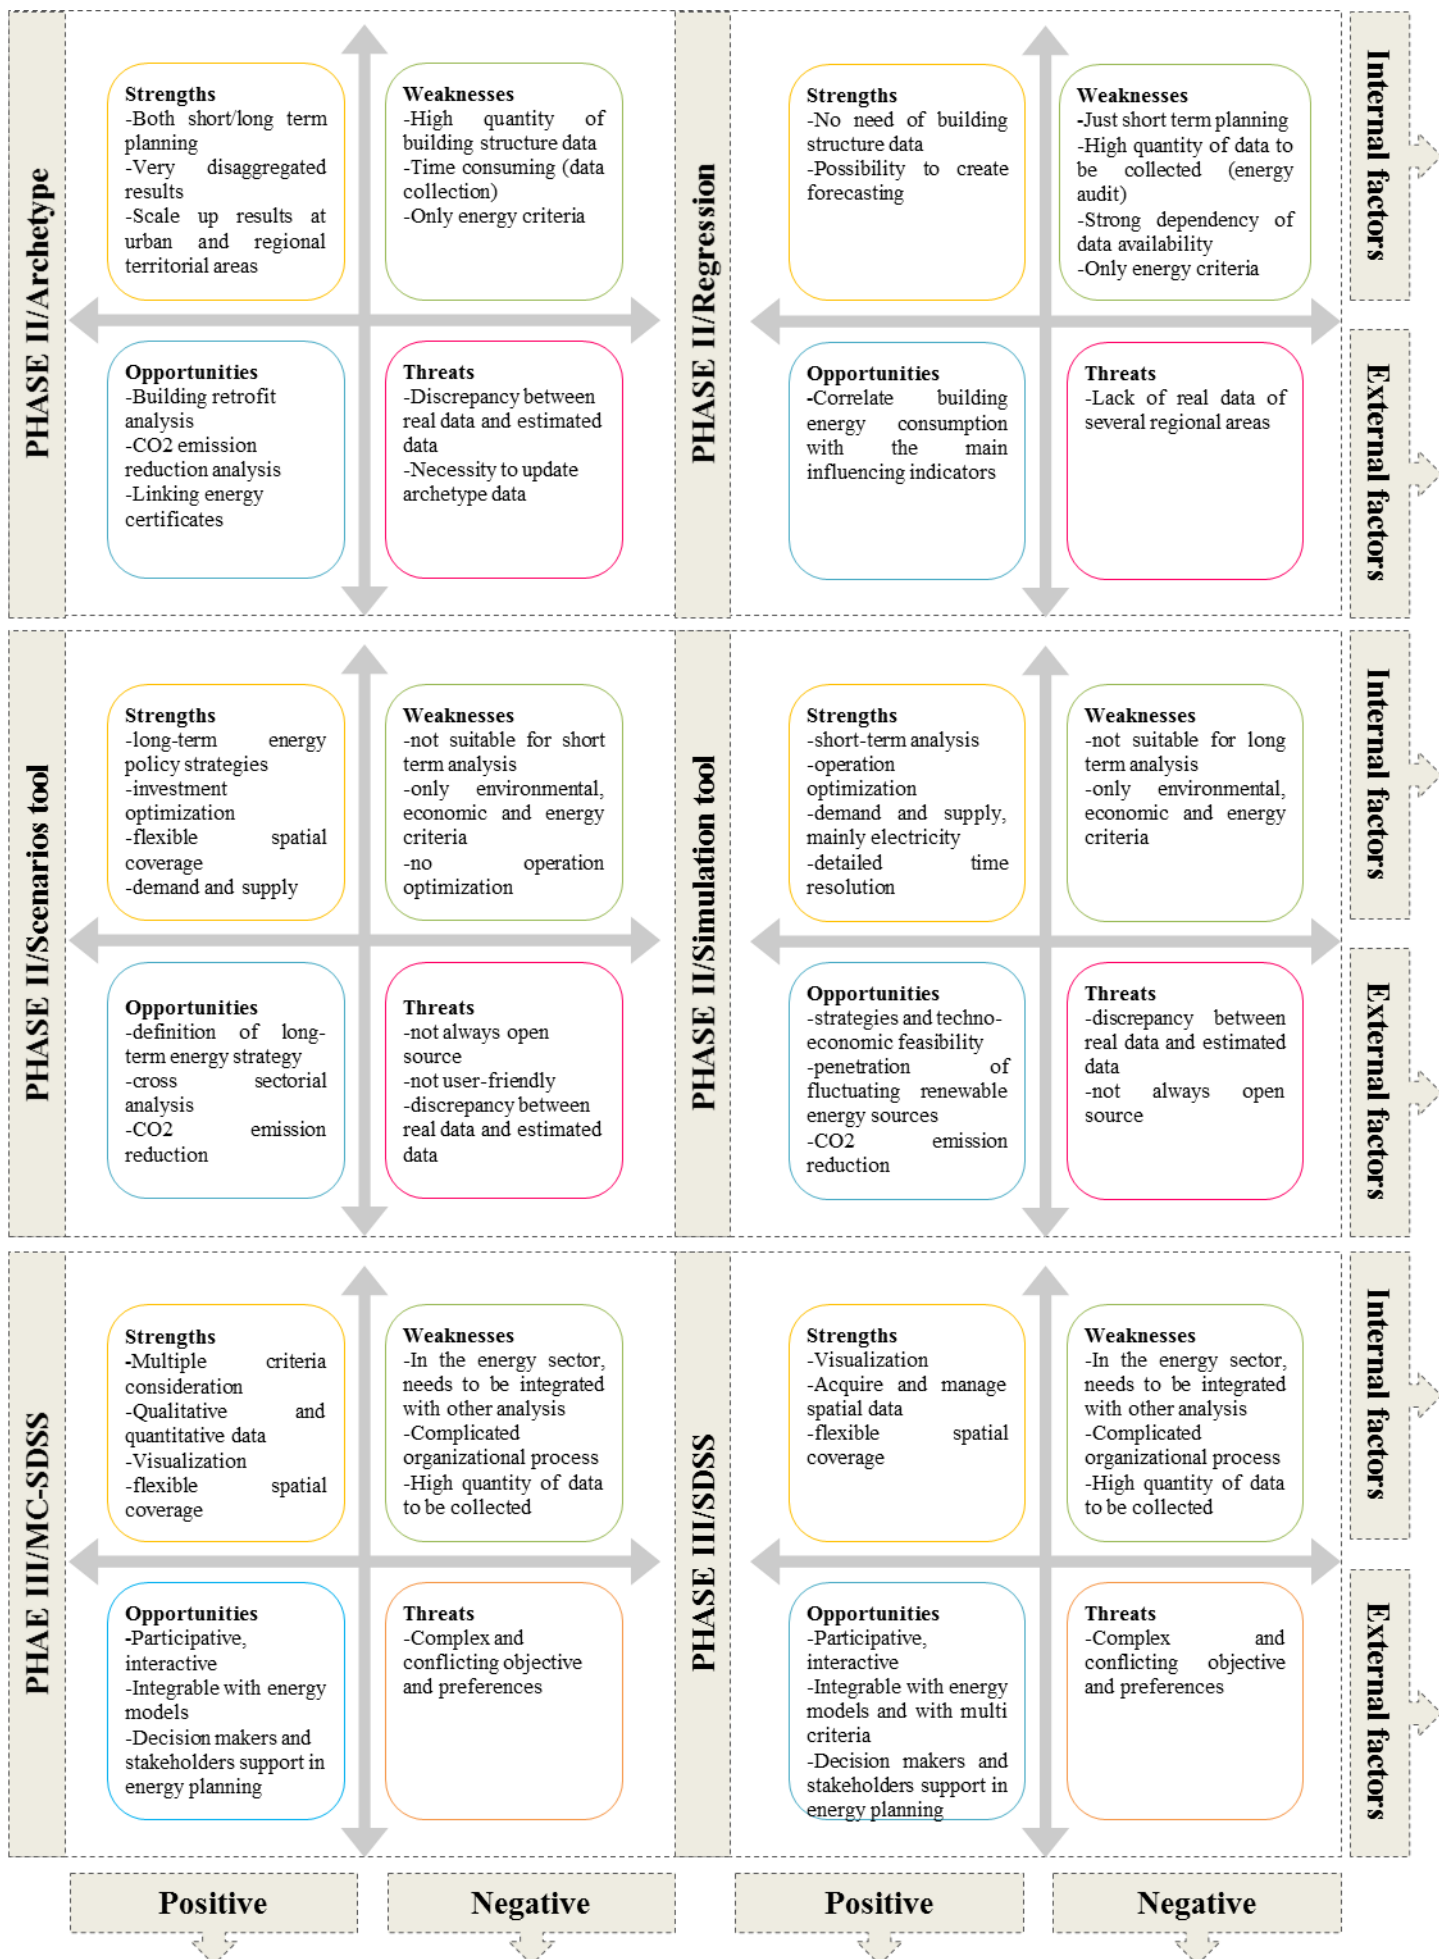 PHASE II/Archetype
Strengths
-Both short/long term
planning
-Very disaggregated
results
-Scale up results at
urban and regional
territorial areas
Weaknesses
-High quantity of
building structure data
-Time consuming (data
collection)
-Only energy criteria
Opportunities
-Building retrofit
analysis
-CO2 emission
reduction analysis
-Linking energy
certificates
Threats
-Discrepancy between
real data and estimated
data
-Necessity to update
archetype data
PHASE II/Regression
Strengths
-No need of building
structure data
-Possibility to create
forecasting
Weaknesses
-Just short term planning
-High quantity of data to
be collected (energy
audit)
-Strong dependency of
data availability
-Only energy criteria
Opportunities
-Correlate building
energy consumption
with the main
influencing indicators
Threats
-Lack of real data of
several regional areas
Internal factors
External factors
PHASE II/Scenarios tool
Strengths
-long-term energy
policy strategies
-investment
optimization
-flexible spatial
coverage
-demand and supply
Weaknesses
-not suitable for short
term analysis
-only environmental,
economic and energy
criteria
-no operation
optimization
Opportunities
-definition of long-
term energy strategy
-cross sectorial
analysis
-CO2 emission
reduction
Threats
-not always open
source
-not user-friendly
-discrepancy between
real data and estimated
data
PHASE II/Simulation tool
Strengths
-short-term analysis
-operation
optimization
-demand and supply,
mainly electricity
-detailed time
resolution
Weaknesses
-not suitable for long
term analysis
-only environmental,
economic and energy
criteria
Opportunities
-strategies and techno-
economic feasibility
-penetration of
fluctuating renewable
energy sources
-CO2 emission
reduction
Threats
-discrepancy between
real data and estimated
data
-not always open
source
Internal factors
External factors
PHAE III/MC-SDSS
Strengths
-Multiple criteria
consideration
-Qualitative and
quantitative data
-Visualization
-flexible spatial
coverage
Weaknesses
-In the energy sector,
needs to be integrated
with other analysis
-Complicated
organizational process
-High quantity of data
to be collected
Opportunities
-Participative,
interactive
-Integrable with energy
models
-Decision makers and
stakeholders support in
energy planning
Threats
-Complex and
conflicting objective
and preferences
PHASE III/SDSS
Strengths
-Visualization
-Acquire and manage
spatial data
-flexible spatial
coverage
Weaknesses
-In the energy sector,
needs to be integrated
with other analysis
-Complicated
organizational process
-High quantity of data
to be collected
Opportunities
-Participative,
interactive
-Integrable with energy
models and with multi
criteria
-Decision makers and
stakeholders support in
energy planning
Threats
-Complex and
conflicting objective
and preferences
Internal factors
External factors
Positive
Negative
Positive
Negative